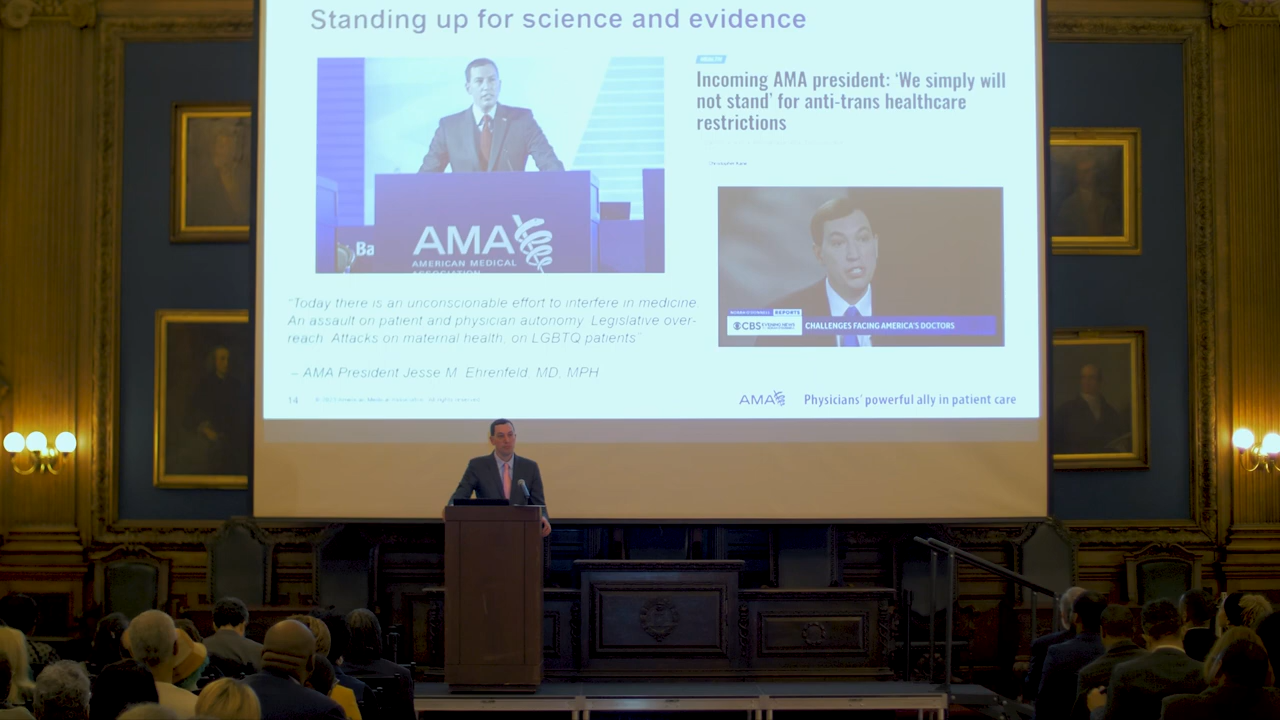 Standing up for science and evidence
HEALTH
Incoming AMA president: ‘We simply will
not stand’ for anti-trans healthcare
restrictions
AMA
AMERICAN MEDICAL
ASSOCIATION
Ba
REPORTS
CBS EVENING NEWS
CHALLENGES FACING AMERICA'S DOCTORS
“Today there is an unconscionable effort to interfere in medicine.
An assault on patient and physician autonomy. Legislative over-
reach. Attacks on maternal health, on LGBTQ patients”
– AMA President Jesse M. Ehrenfeld, MD, MPH
14
AMA Physicians’ powerful ally in patient care